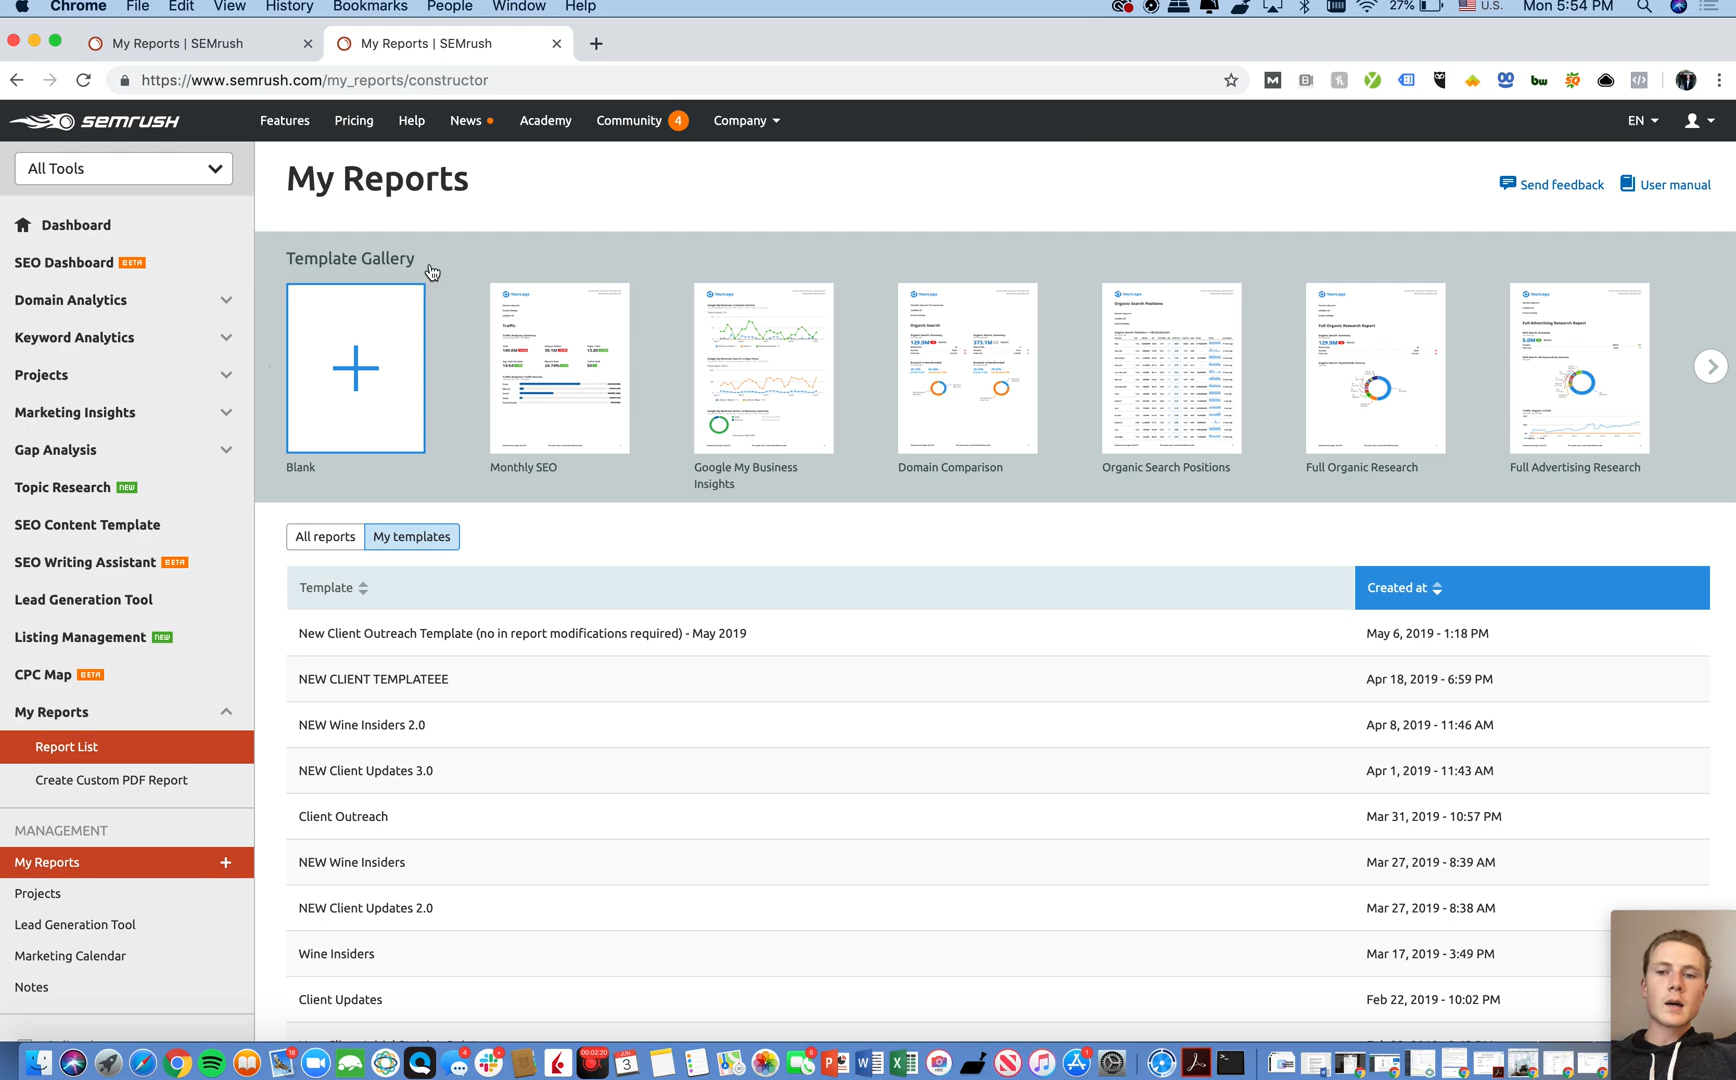 Chrome File Edit View History Bookmarks People Window Help 27% U.S. Mon 5:54 PM
My Reports | SEMrush My Reports | SEMrush
https://www.semrush.com/my_reports/constructor
SEMRUSH Features Pricing Help News Academy Community 4 Company EN
All Tools
My Reports
Send feedback User manual
Dashboard
SEO Dashboard BETA
Domain Analytics
Keyword Analytics
Projects
Marketing Insights
Gap Analysis
Topic Research NEW
SEO Content Template
SEO Writing Assistant BETA
Lead Generation Tool
Listing Management NEW
CPC Map BETA
My Reports
Report List
Create Custom PDF Report
MANAGEMENT
My Reports +
Projects
Lead Generation Tool
Marketing Calendar
Notes
Template Gallery
Blank
Monthly SEO
Google My Business
Insights
Domain Comparison
Organic Search Positions
Full Organic Research
Full Advertising Research
All reports My templates
Template Created at
New Client Outreach Template (no in report modifications required) - May 2019 May 6, 2019 - 1:18 PM
NEW CLIENT TEMPLATEEE Apr 18, 2019 - 6:59 PM
NEW Wine Insiders 2.0 Apr 8, 2019 - 11:46 AM
NEW Client Updates 3.0 Apr 1, 2019 - 11:43 AM
Client Outreach Mar 31, 2019 - 10:57 PM
NEW Wine Insiders Mar 27, 2019 - 8:39 AM
NEW Client Updates 2.0 Mar 27, 2019 - 8:38 AM
Wine Insiders Mar 17, 2019 - 3:49 PM
Client Updates Feb 22, 2019 - 10:02 PM